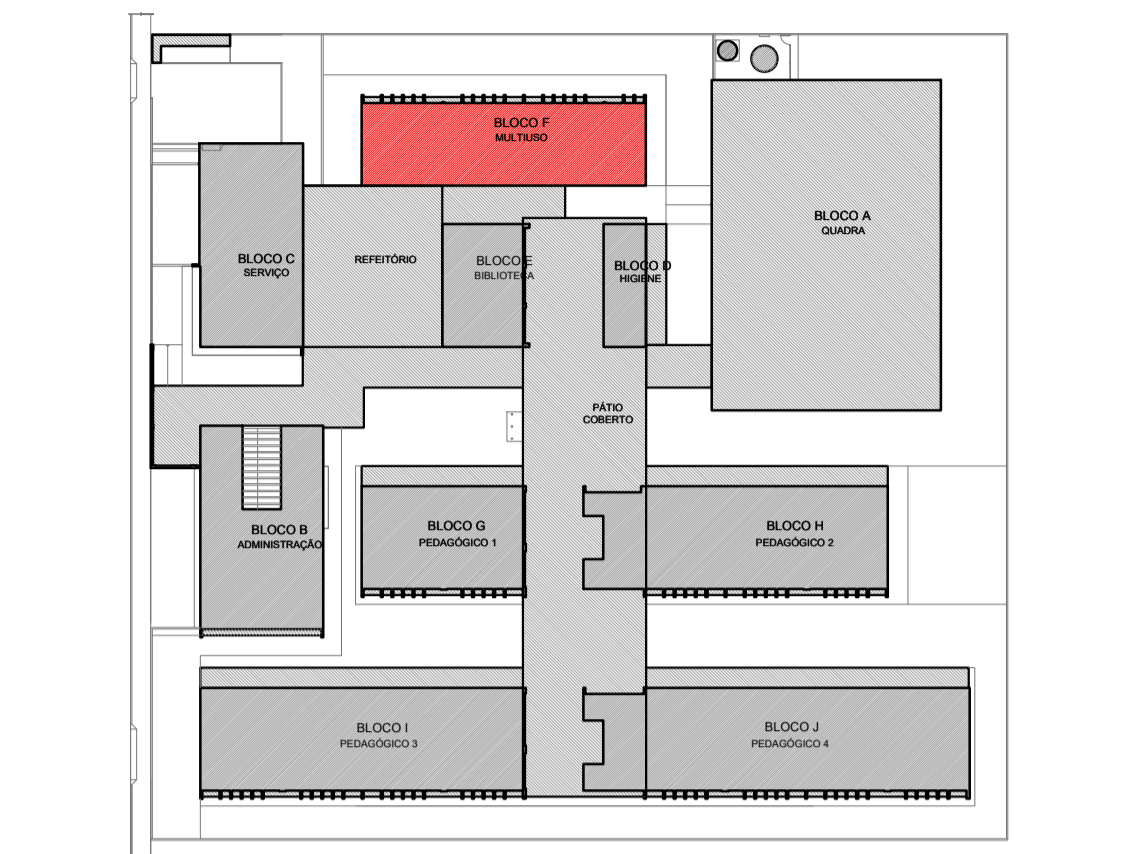 BLOCO F
MULTIUSO
BLOCO A
QUADRA
BLOCO C
SERVIÇO
REFEITÓRIO
BLOCO E
BIBLIOTECA
BLOCO D
HIGIENE
PÁTIO
COBERTO
BLOCO B
ADMINISTRAÇÃO
BLOCO G
PEDAGÓGICO 1
BLOCO H
PEDAGÓGICO 2
BLOCO I
PEDAGÓGICO 3
BLOCO J
PEDAGÓGICO 4